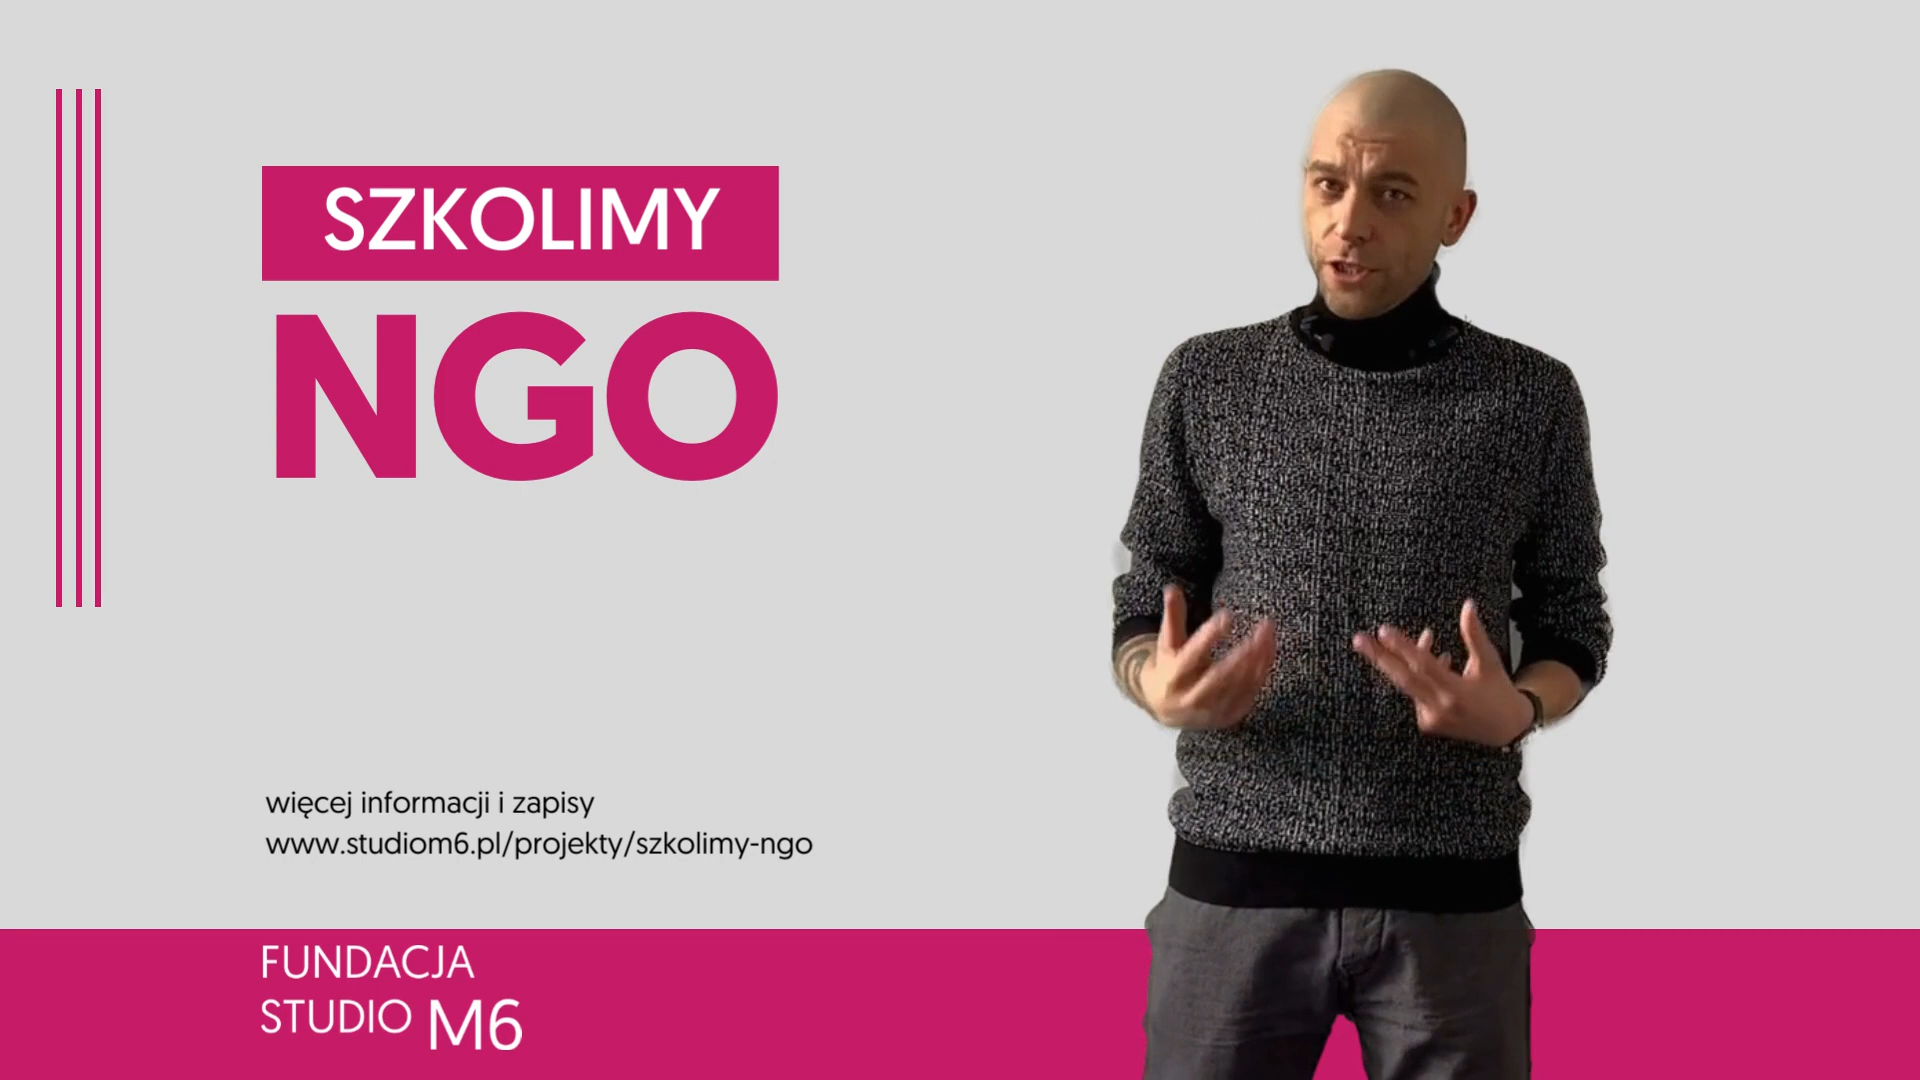 SZKOLIMY
NGO
więcej informacji i zapisy
www.studiom6.pl/projekty/szkolimy-ngo
FUNDACJA
STUDIO M6